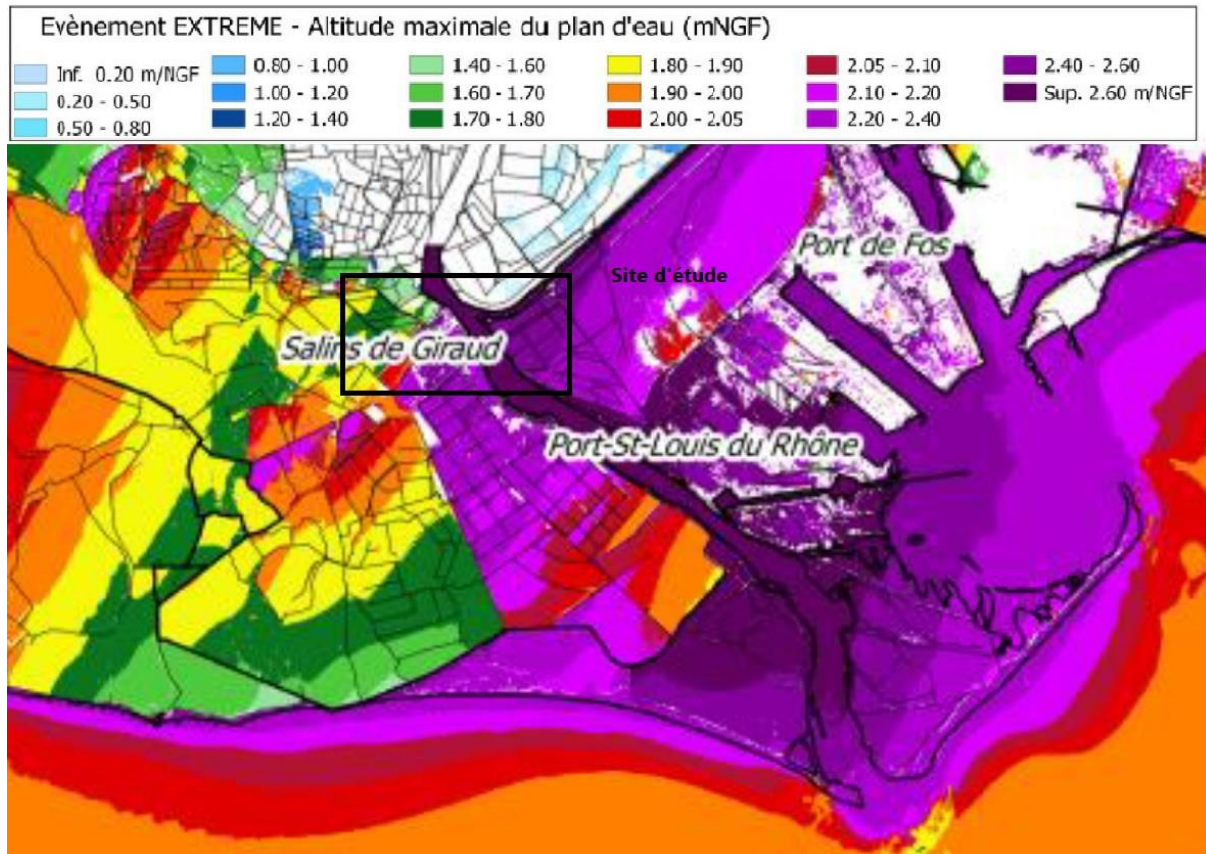 Evènement EXTREME - Altitude maximale du plan d'eau (mNGF)
Inf. 0.20 m/NGF
0.20 - 0.50
0.50 - 0.80
0.80 - 1.00
1.00 - 1.20
1.20 - 1.40
1.40 - 1.60
1.60 - 1.70
1.70 - 1.80
1.80 - 1.90
1.90 - 2.00
2.00 - 2.05
2.05 - 2.10
2.10 - 2.20
2.20 - 2.40
2.40 - 2.60
Sup. 2.60 m/NGF
Port de Fos
Site d'étude
Salins de Giraud
Port-St-Louis du Rhône